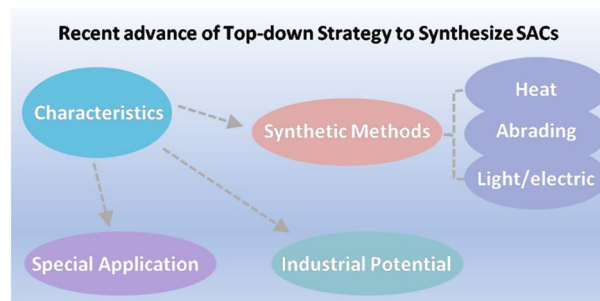 Recent advance of Top-down Strategy to Synthesize SACs
Characteristics
Synthetic Methods
Heat
Abrading
Light/electric
Special Application
Industrial Potential